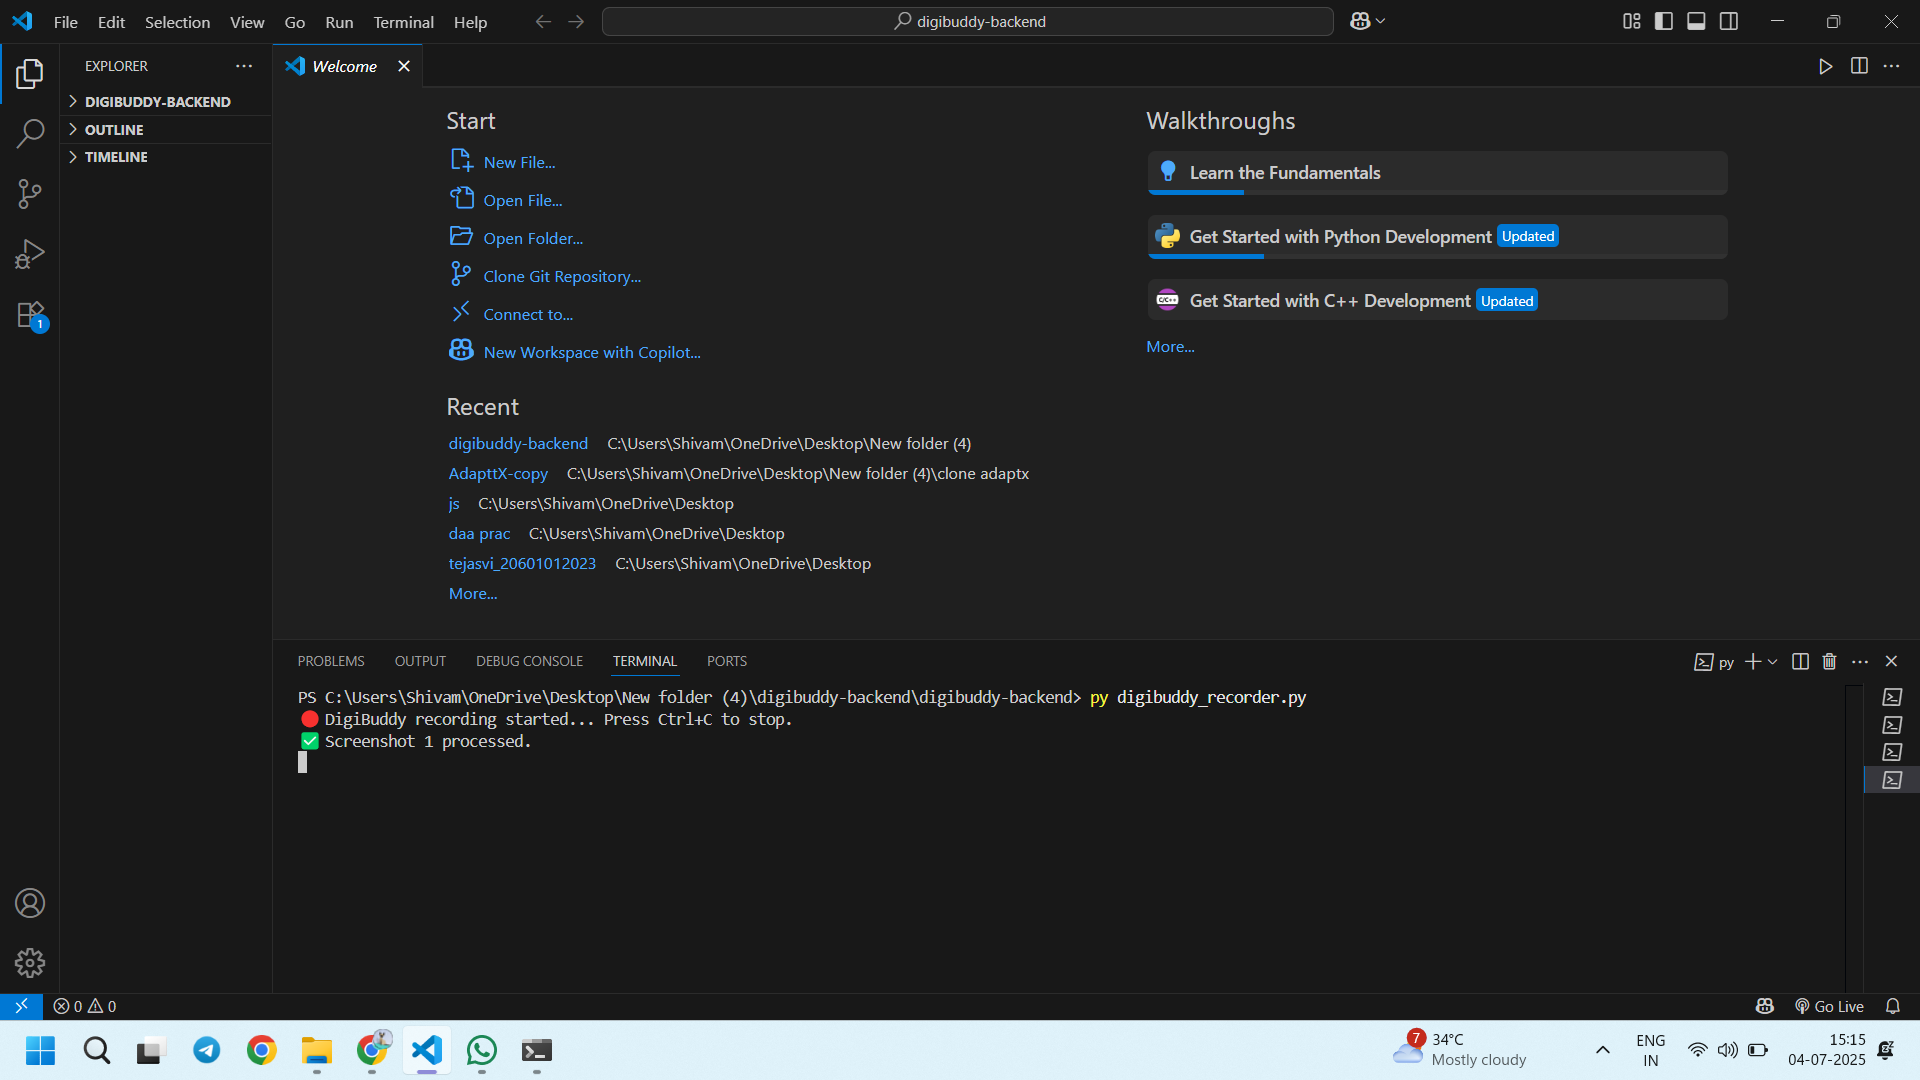 File Edit Selection View Go Run Terminal Help
digibuddy-backend
EXPLORER
DIGIBUDDY-BACKEND
OUTLINE
TIMELINE
1
Welcome
Start
New File...
Open File...
Open Folder...
Clone Git Repository...
Connect to...
New Workspace with Copilot...
Recent
digibuddy-backend C:\Users\Shivam\OneDrive\Desktop\New folder (4)
AdapttX-copy C:\Users\Shivam\OneDrive\Desktop\New folder (4)\clone adaptx
js C:\Users\Shivam\OneDrive\Desktop
daa prac C:\Users\Shivam\OneDrive\Desktop
tejasvi_20601012023 C:\Users\Shivam\OneDrive\Desktop
More...
Walkthroughs
Learn the Fundamentals
Get Started with Python Development Updated
C/C++ Get Started with C++ Development Updated
More...
PROBLEMS OUTPUT DEBUG CONSOLE TERMINAL PORTS
py
PS C:\Users\Shivam\OneDrive\Desktop\New folder (4)\digibuddy-backend\digibuddy-backend> py digibuddy_recorder.py
🔴 DigiBuddy recording started... Press Ctrl+C to stop.
✅ Screenshot 1 processed.
0 0
Go Live
7
34°C
Mostly cloudy
ENG
IN
15:15
04-07-2025